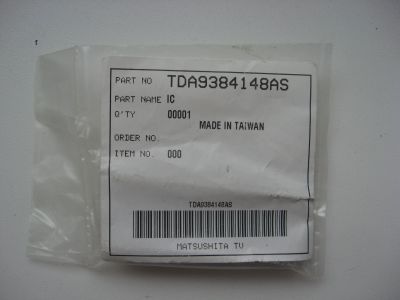 PART NO TDA9384148AS
PART NAME IC
Q'TY 00001
MADE IN TAIWAN
ORDER NO.
ITEM NO. 000
TDA9384148AS
MATSUSHITA TV